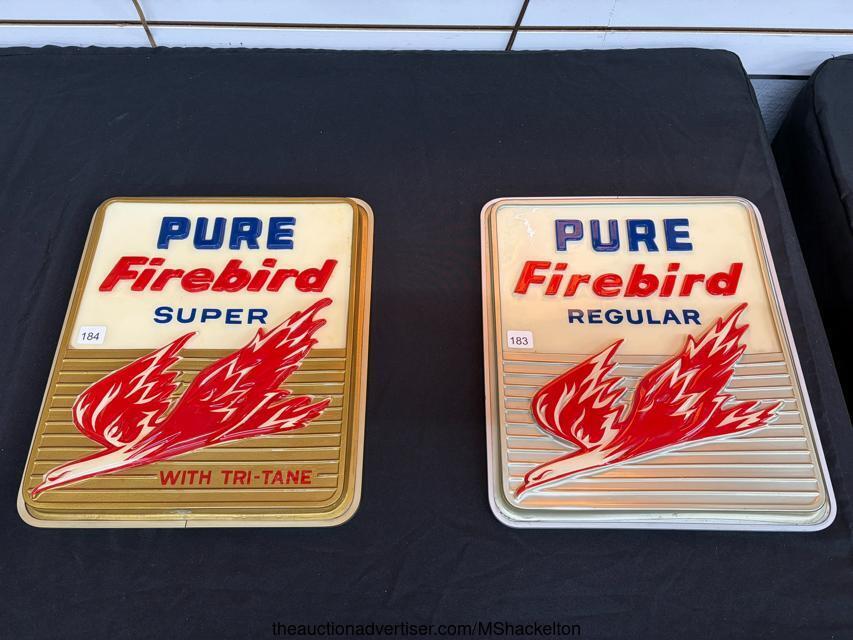 PURE
Firebird
SUPER
184
WITH TRI-TANE
PURE
Firebird
REGULAR
183
theauctionadvertiser.com/MShackelton